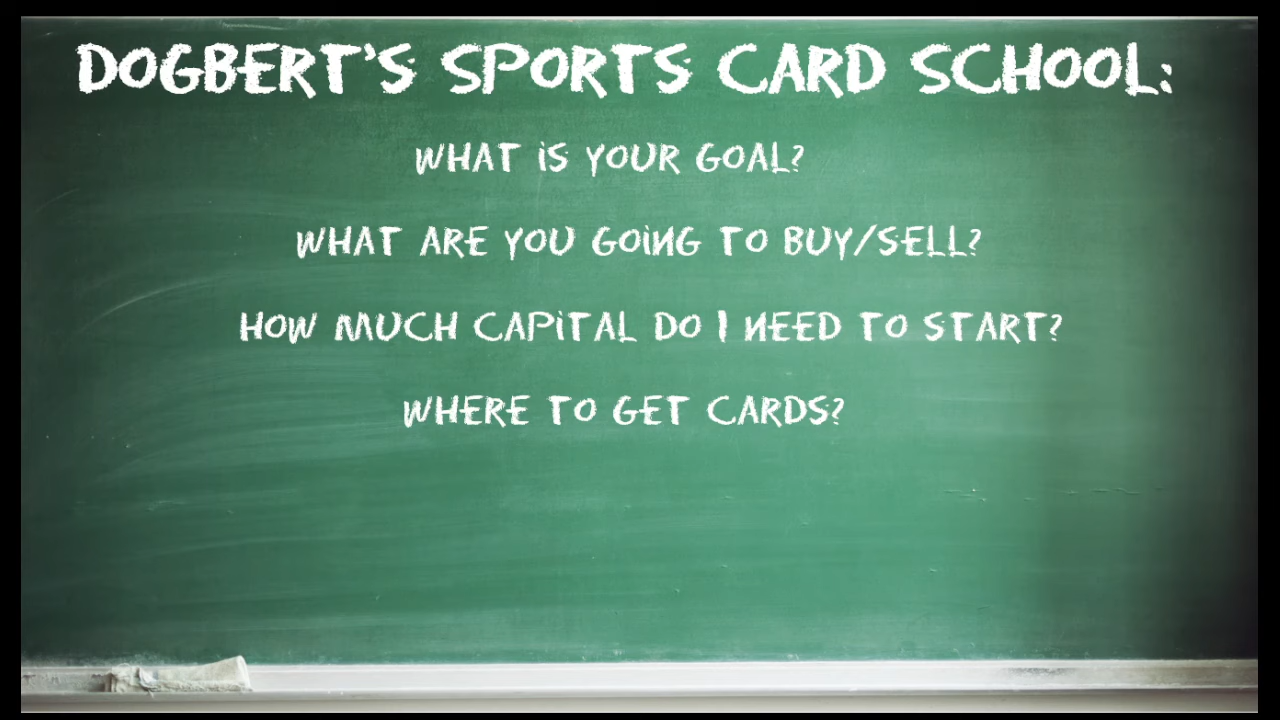 DOGBERT'S SPORTS CARD SCHOOL:
WHAT iS YOUR GOAL?
WHAT ARE YOU GOiNG TO BUY/SELL?
HOW MUCH CAPiTAL DO I NEED TO START?
WHERE TO GET CARDS?